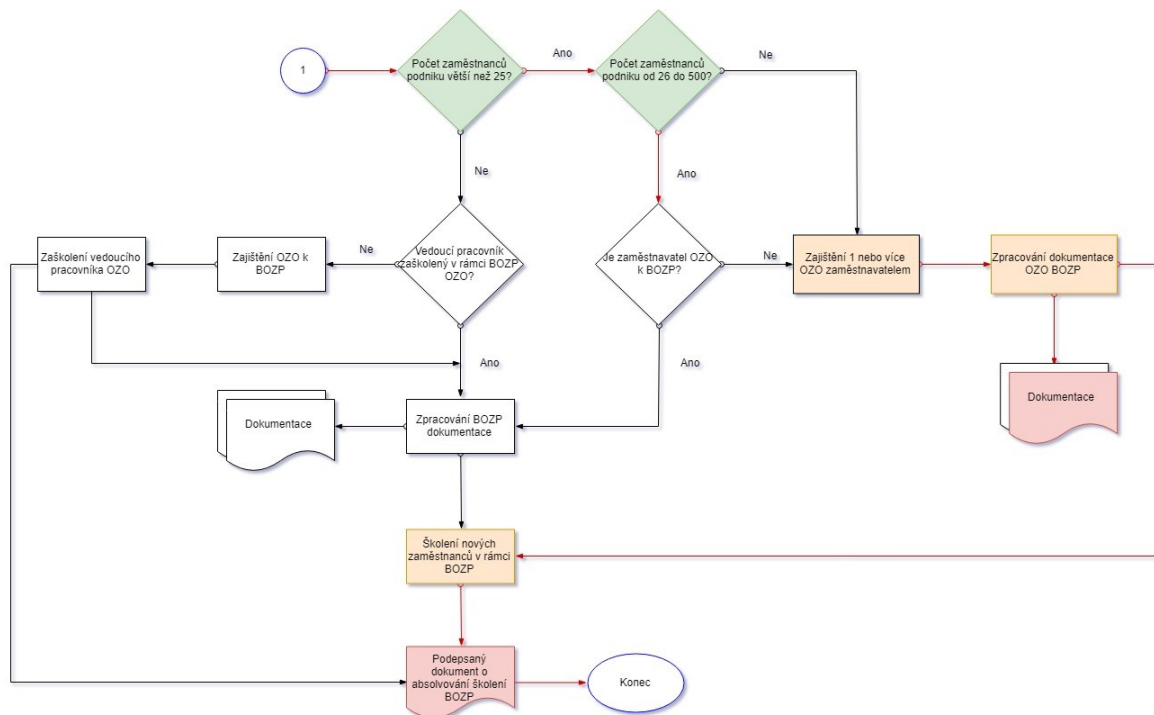 Ano
Ne
1
Počet zaměstnanců
podniku větší než 25?
Počet zaměstnanců
podniku od 26 do 500?
Ne
Ano
Zaškolení vedoucího
pracovníka OZO
Zajištění OZO k
BOZP
Ne
Vedoucí pracovník
zaškolený v rámci BOZP
OZO?
Je zaměstnavatel OZO
k BOZP?
Ne
Zajištění 1 nebo více
OZO zaměstnavatelem
Zpracování dokumentace
OZO BOZP
Ano
Ano
Dokumentace
Zpracování BOZP
dokumentace
Dokumentace
Školení nových
zaměstnanců v rámci
BOZP
Podepsaný
dokument o
absolvování školení
BOZP
Konec